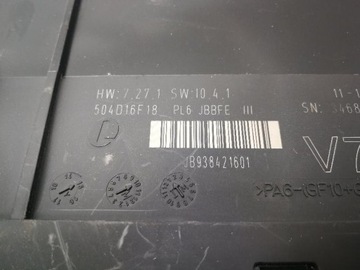 HW:7.27.1 SW:10.4.1
11-1
504D16F18 PL6 JBBFE III
SN: 3468
JB938421601
V7
>PA6-(GF10+